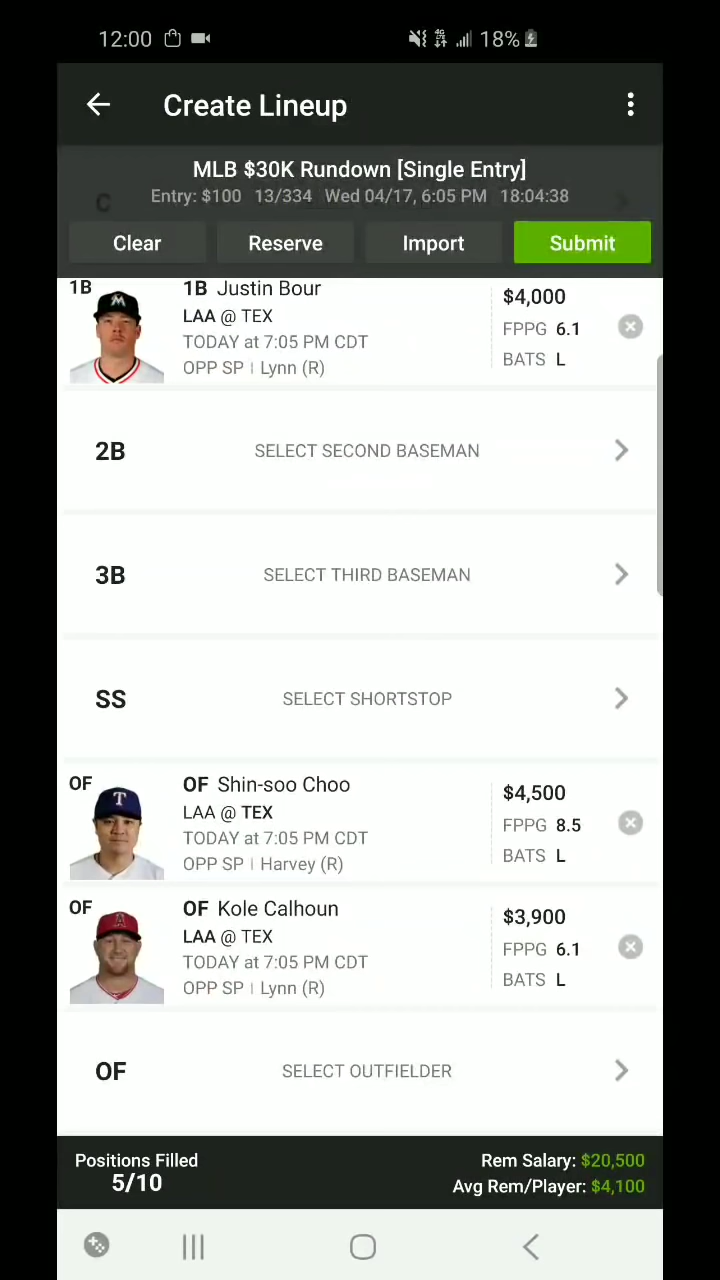 12:00 18%
Create Lineup
MLB $30K Rundown [Single Entry]
C Entry: $100 13/334 Wed 04/17, 6:05 PM 18:04:38
Clear Reserve Import Submit
1B 1B Justin Bour $4,000
LAA @ TEX FPPG 6.1
TODAY at 7:05 PM CDT
OPP SP | Lynn (R) BATS L
2B SELECT SECOND BASEMAN
3B SELECT THIRD BASEMAN
SS SELECT SHORTSTOP
OF OF Shin-soo Choo $4,500
LAA @ TEX FPPG 8.5
TODAY at 7:05 PM CDT
OPP SP | Harvey (R) BATS L
OF OF Kole Calhoun $3,900
LAA @ TEX FPPG 6.1
TODAY at 7:05 PM CDT
OPP SP | Lynn (R) BATS L
OF SELECT OUTFIELDER
Positions Filled Rem Salary: $20,500
5/10 Avg Rem/Player: $4,100